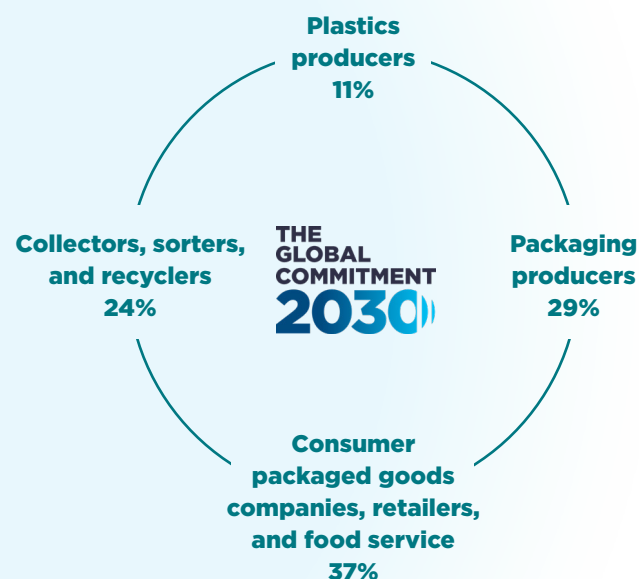 Plastics
producers
11%
Collectors, sorters,
and recyclers
24%
THE
GLOBAL
COMMITMENT
2030
Packaging
producers
29%
Consumer
packaged goods
companies, retailers,
and food service
37%